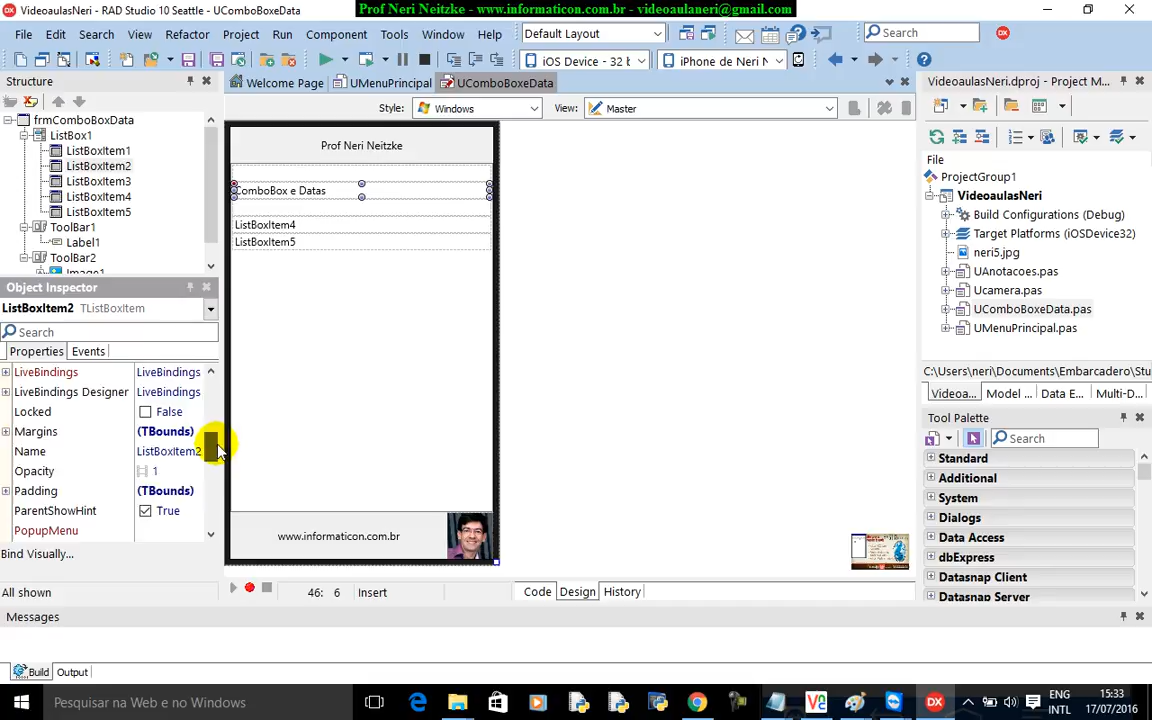 VideoaulasNeri - RAD Studio 10 Seattle - UComboBoxeData
Prof Neri Neitzke - www.informaticon.com.br - videoaulaneri@gmail.com
File Edit Search View Refactor Project Run Component Tools Window Help
Default Layout
Search
iOS Device - 32 b
iPhone de Neri N
Structure
Welcome Page
UMenuPrincipal
UComboBoxeData
VideoaulasNeri.dproj - Project M...
Style:
Windows
View:
Master
frmComboBoxData
ListBox1
ListBoxItem1
ListBoxItem2
ListBoxItem3
ListBoxItem4
ListBoxItem5
ToolBar1
Label1
ToolBar2
Image1
Prof Neri Neitzke
ComboBox e Datas
ListBoxItem4
ListBoxItem5
www.informaticon.com.br
File
ProjectGroup1
VideoaulasNeri
Build Configurations (Debug)
Target Platforms (iOSDevice32)
neri5.jpg
UAnotacoes.pas
Ucamera.pas
UComboBoxeData.pas
UMenuPrincipal.pas
C:\Users\neri\Documents\Embarcadero\Stu
Videoa... Model ... Data E... Multi-D...
Object Inspector
ListBoxItem2 TListBoxItem
Search
Properties Events
LiveBindings LiveBindings
LiveBindings Designer LiveBindings
Locked False
Margins (TBounds)
Name ListBoxItem2
Opacity 1
Padding (TBounds)
ParentShowHint True
PopupMenu
Bind Visually...
All shown
Tool Palette
Search
Standard
Additional
System
Dialogs
Data Access
dbExpress
Datasnap Client
Datasnap Server
46: 6 Insert
Code Design History
Messages
Build Output
Pesquisar na Web e no Windows
ENG
INTL
15:33
17/07/2016